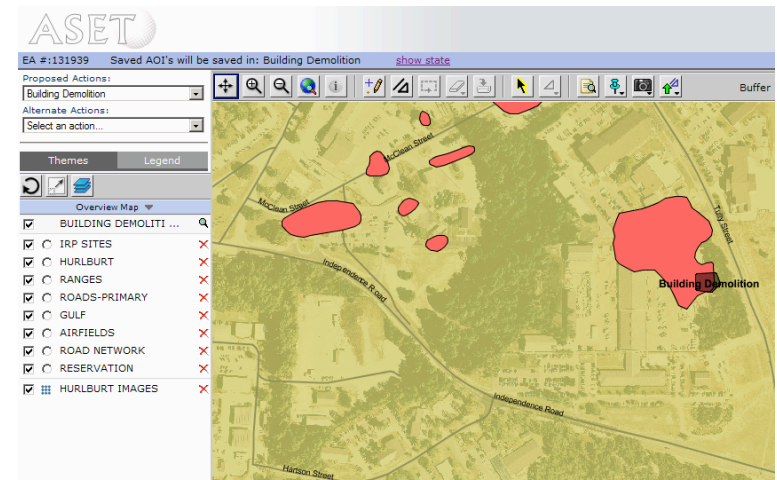 ASET
EA #:131939 Saved AOI's will be saved in: Building Demolition show state
Proposed Actions:
Building Demolition
Alternate Actions:
Select an action...
Buffer
Themes Legend
Overview Map
BUILDING DEMOLITI ...
IRP SITES
HURLBURT
RANGES
ROADS-PRIMARY
GULF
AIRFIELDS
ROAD NETWORK
RESERVATION
HURLBURT IMAGES
McClean Street
McClean Street
Tully Street
Independence Road
Building Demolition
Independence Road
Hartson Street